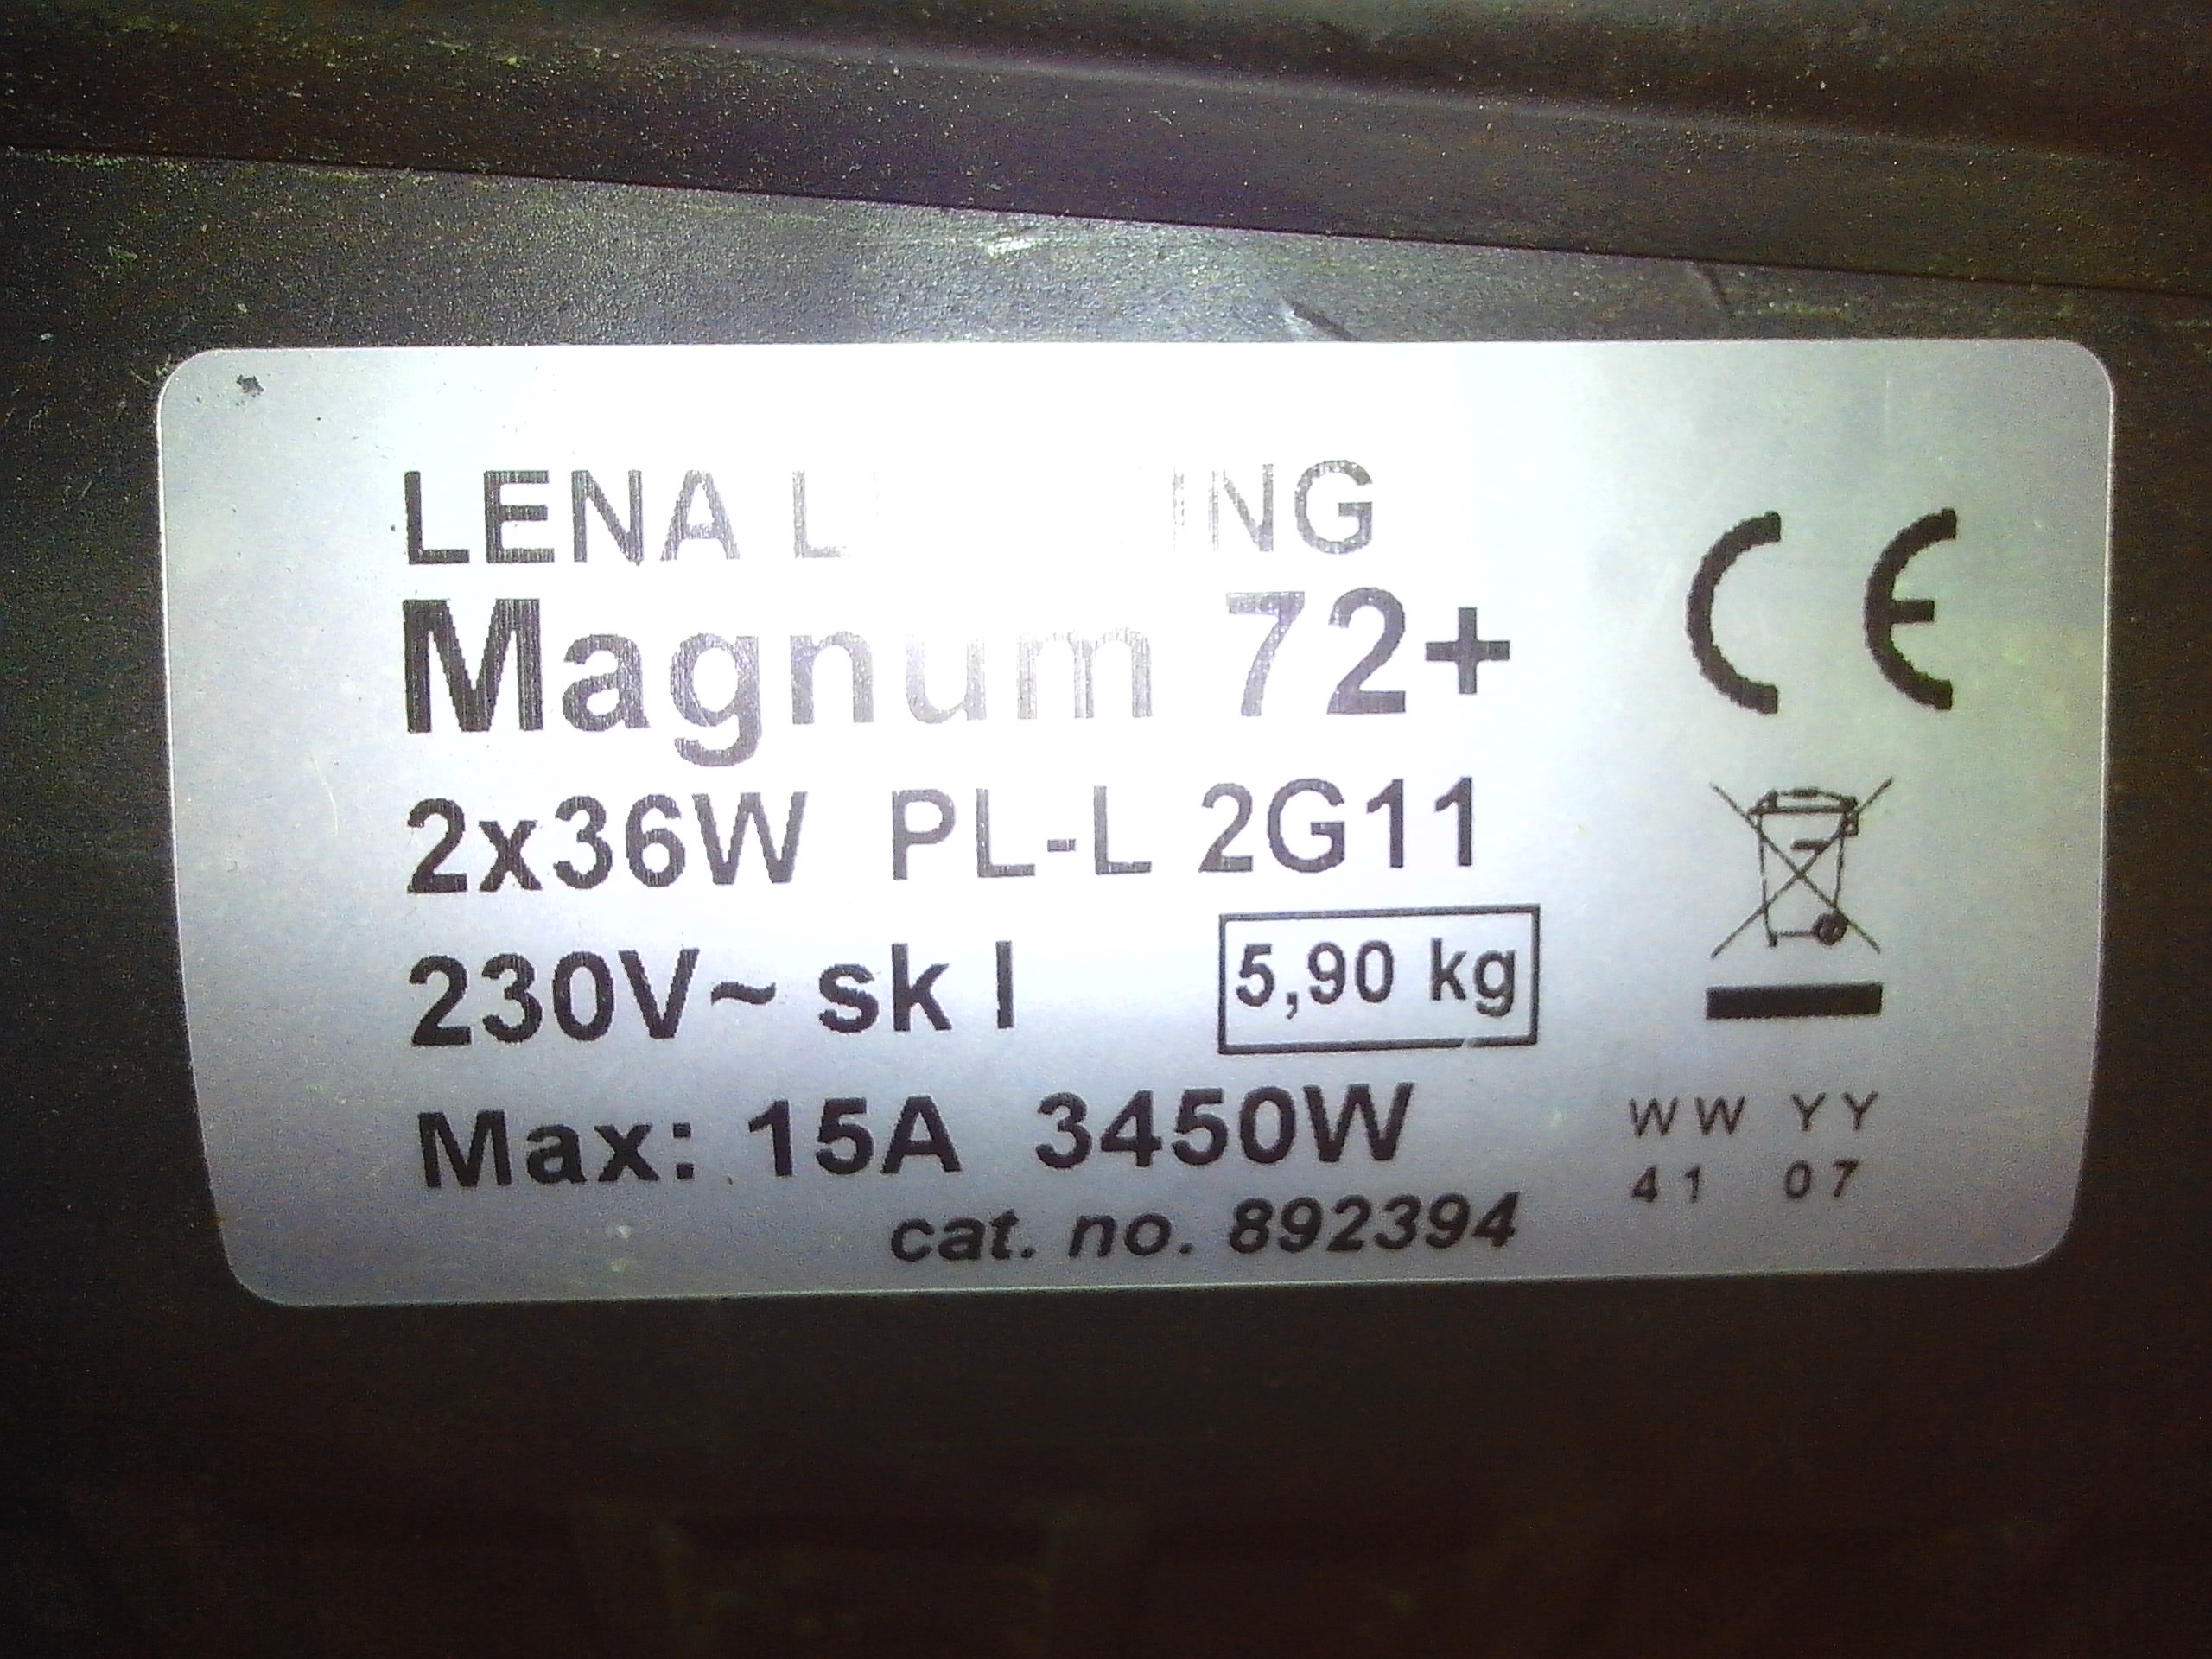 LENA
Magnum 72+
2x36W PL-L 2G11
230V~ sk I
5,90 kg
Max: 15A 3450W
cat. no. 892394
CE
WW YY
41 07